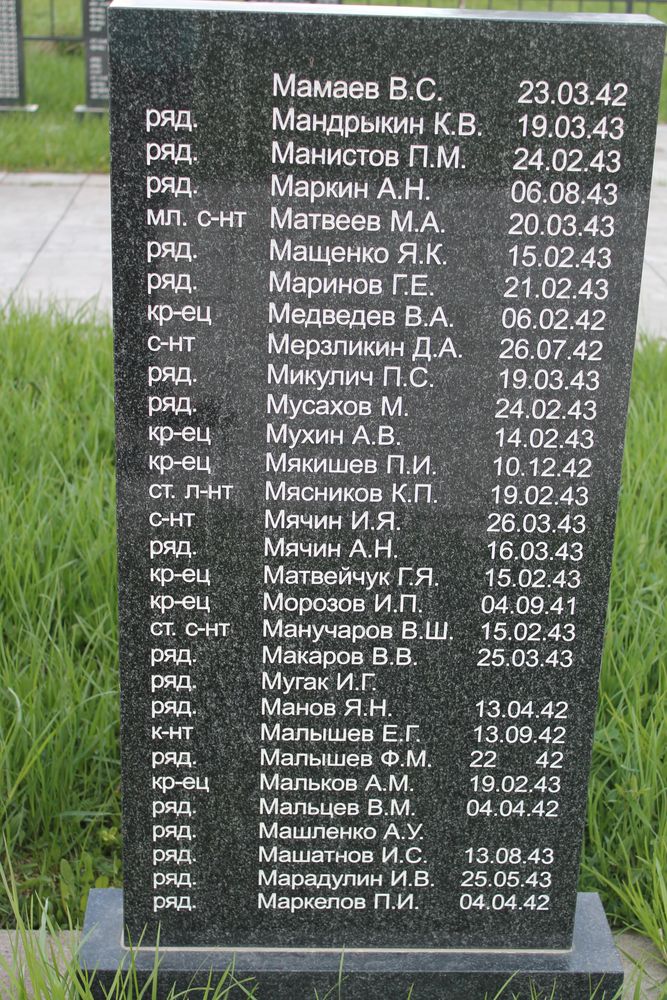 Мамаев В.С. 23.03.42
ряд. Мандрыкин К.В. 19.03.43
ряд. Манистов П.М. 24.02.43
ряд. Маркин А.Н. 06.08.43
мл. с-нт Матвеев М.А. 20.03.43
ряд. Мащенко Я.К. 15.02.43
ряд. Маринов Г.Е. 21.02.43
кр-ец Медведев В.А. 06.02.42
с-нт Мерзликин Д.А. 26.07.42
ряд. Микулич П.С. 19.03.43
ряд. Мусахов М. 24.02.43
кр-ец Мухин А.В. 14.02.43
кр-ец Мякишев П.И. 10.12.42
ст. л-нт Мясников К.П. 19.02.43
с-нт Мячин И.Я. 26.03.43
ряд. Мячин А.Н. 16.03.43
кр-ец Матвейчук Г.Я. 15.02.43
кр-ец Морозов И.П. 04.09.41
ст. с-нт Манучаров В.Ш. 15.02.43
ряд. Макаров В.В. 25.03.43
ряд. Мугак И.Г.
ряд. Манов Я.Н. 13.04.42
к-нт Малышев Е.Г. 13.09.42
ряд. Малышев Ф.М. 22 42
кр-ец Мальков А.М. 19.02.43
ряд. Мальцев В.М. 04.04.42
ряд. Машленко А.У.
ряд. Машатнов И.С. 13.08.43
ряд. Марадулин И.В. 25.05.43
ряд. Маркелов П.И. 04.04.42